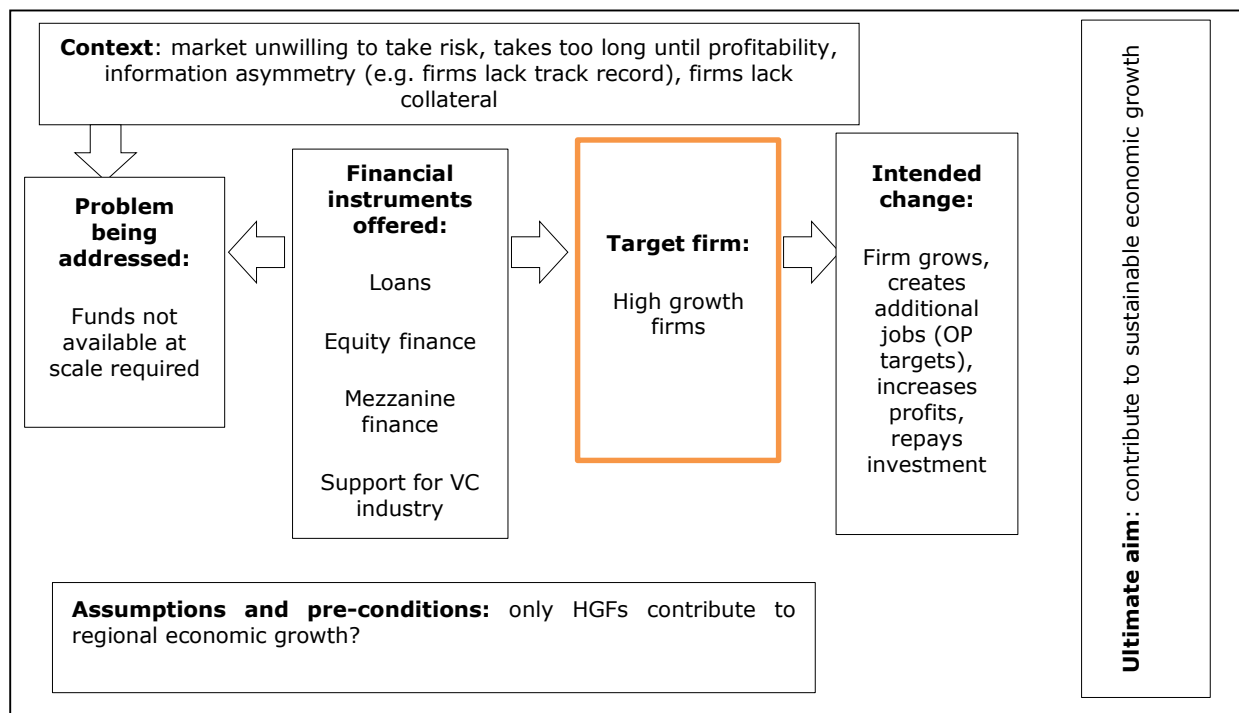 Context: market unwilling to take risk, takes too long until profitability,
information asymmetry (e.g. firms lack track record), firms lack
collateral
Problem
being
addressed:
Funds not
available at
scale required
Financial
instruments
offered:
Loans
Equity finance
Mezzanine
finance
Support for VC
industry
Target firm:
High growth
firms
Intended
change:
Firm grows,
creates
additional
jobs (OP
targets),
increases
profits,
repays
investment
Ultimate aim: contribute to sustainable economic growth
Assumptions and pre-conditions: only HGFs contribute to
regional economic growth?